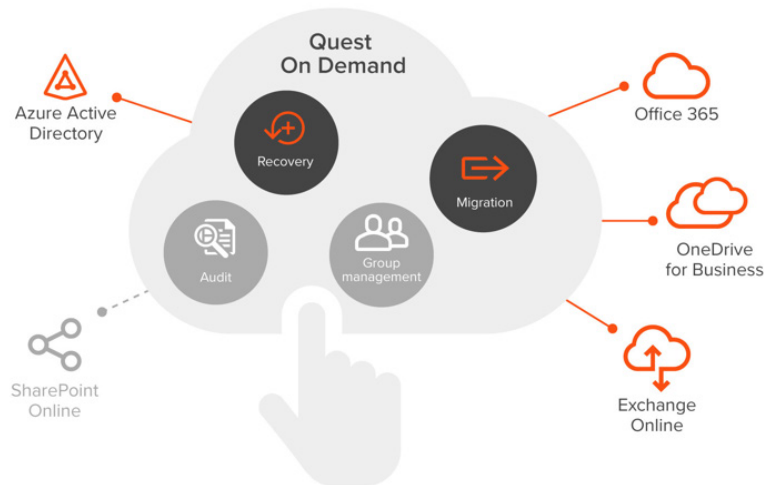 Quest
On Demand
Azure Active
Directory
Recovery
Migration
Audit
Group
management
Office 365
OneDrive
for Business
SharePoint
Online
Exchange
Online